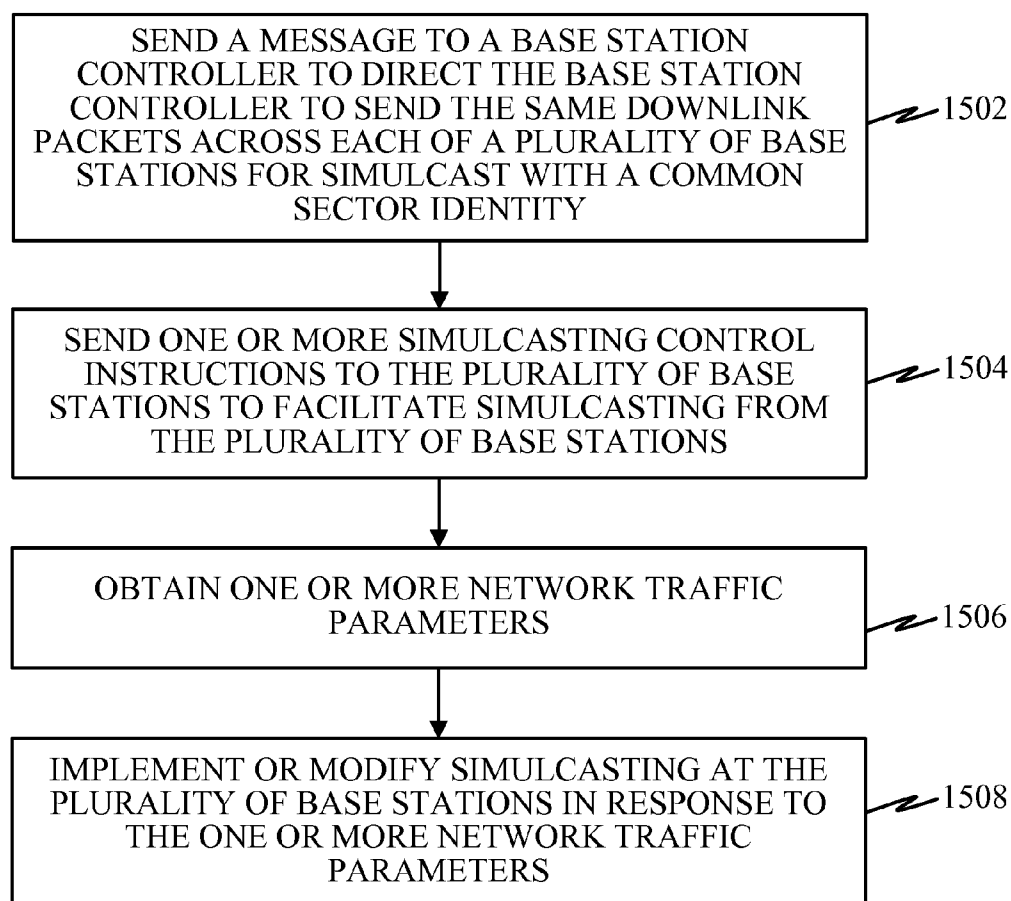 SEND A MESSAGE TO A BASE STATION
CONTROLLER TO DIRECT THE BASE STATION
CONTROLLER TO SEND THE SAME DOWNLINK
PACKETS ACROSS EACH OF A PLURALITY OF BASE
STATIONS FOR SIMULCAST WITH A COMMON
SECTOR IDENTITY
1502
SEND ONE OR MORE SIMULCASTING CONTROL
INSTRUCTIONS TO THE PLURALITY OF BASE
STATIONS TO FACILITATE SIMULCASTING FROM
THE PLURALITY OF BASE STATIONS
1504
OBTAIN ONE OR MORE NETWORK TRAFFIC
PARAMETERS
1506
IMPLEMENT OR MODIFY SIMULCASTING AT THE
PLURALITY OF BASE STATIONS IN RESPONSE TO
THE ONE OR MORE NETWORK TRAFFIC
PARAMETERS
1508